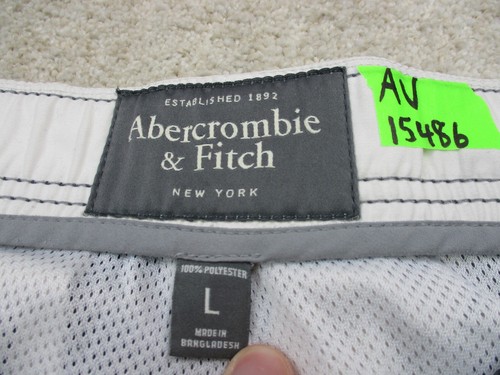 ESTABLISHED 1892
Abercrombie
& Fitch
NEW YORK
AV
15486
100% POLYESTER
L
MADE IN
BANGLADESH